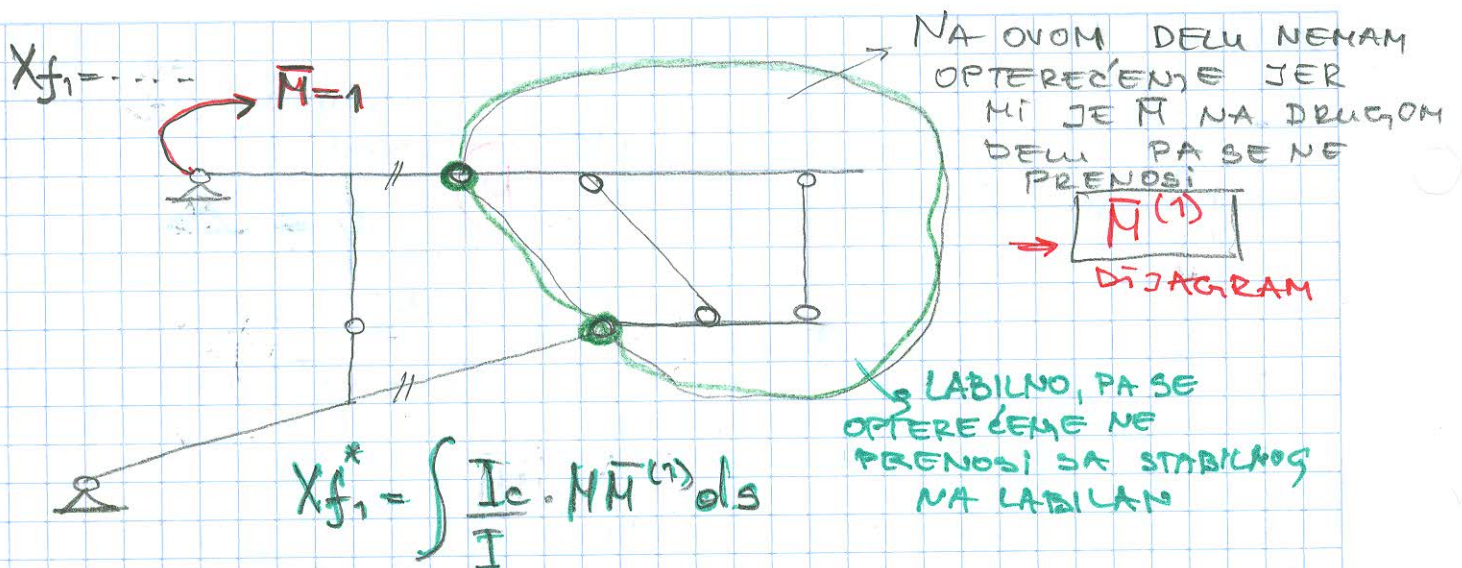 Xf₁ = - - - - -
M̄=1
NA OVOM DELU NEMAM
OPTEREĆENJE JER
MI JE M̄ NA DRUGOM
DELU PA SE NE
PRENOSI
M̄⁽¹⁾
DIJAGRAM
LABILNO, PA SE
OPTEREĆENJE NE
PRENOSI SA STABILNOG
NA LABILAN
Xf₁* = ∫ Ic/I · M M̄⁽¹⁾ ds